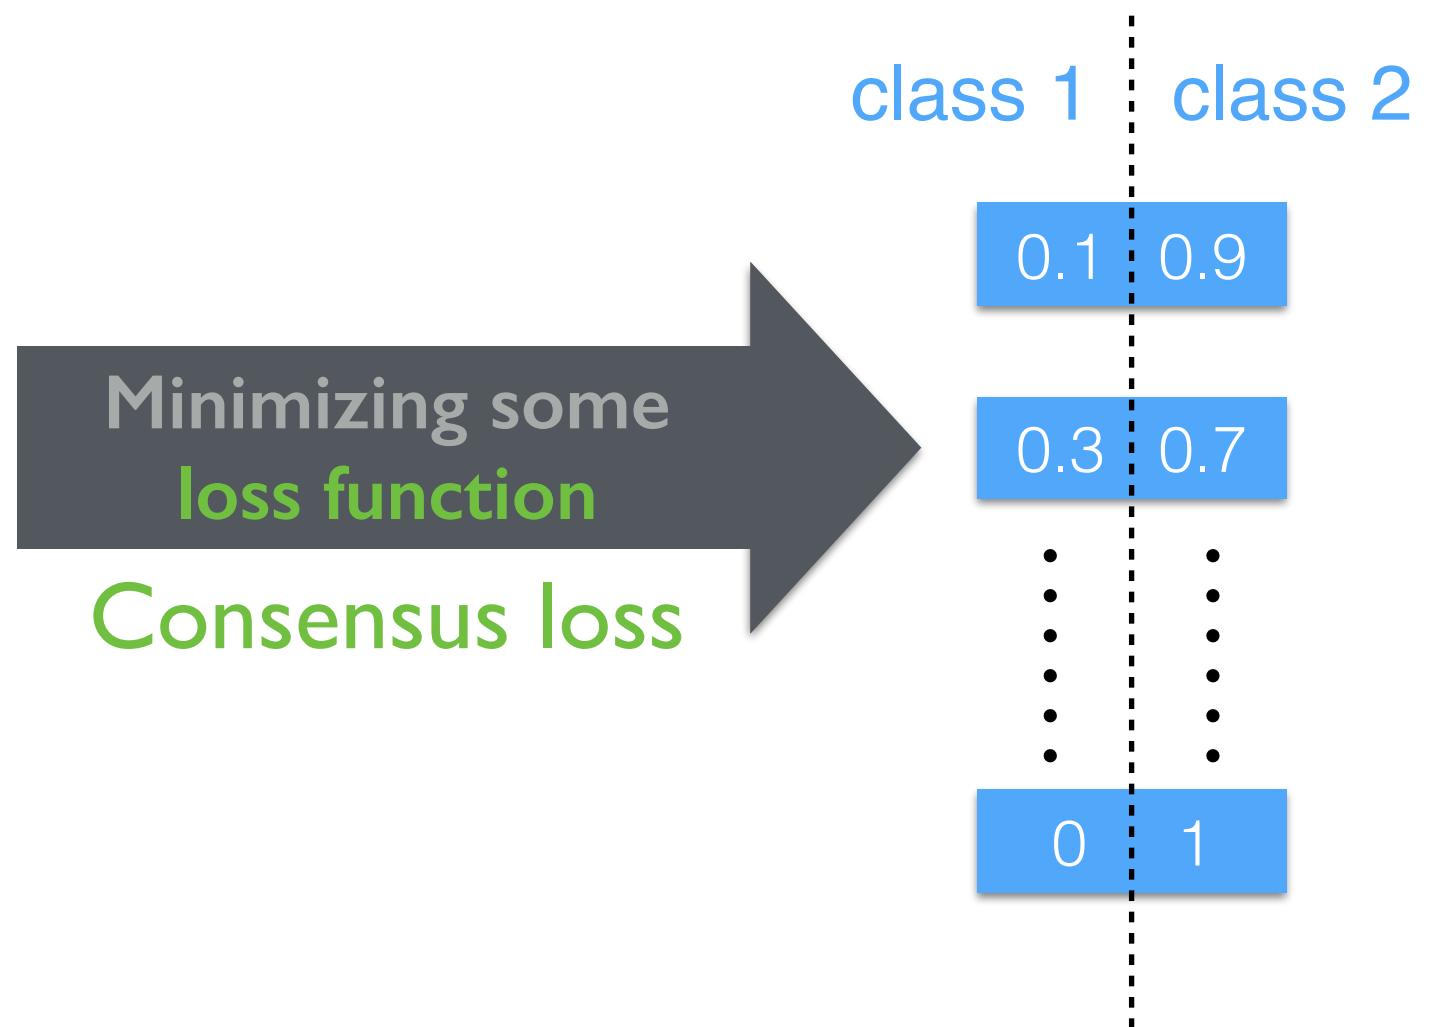 class 1 class 2
0.1 0.9
Minimizing some
loss function
0.3 0.7
Consensus loss
0 1